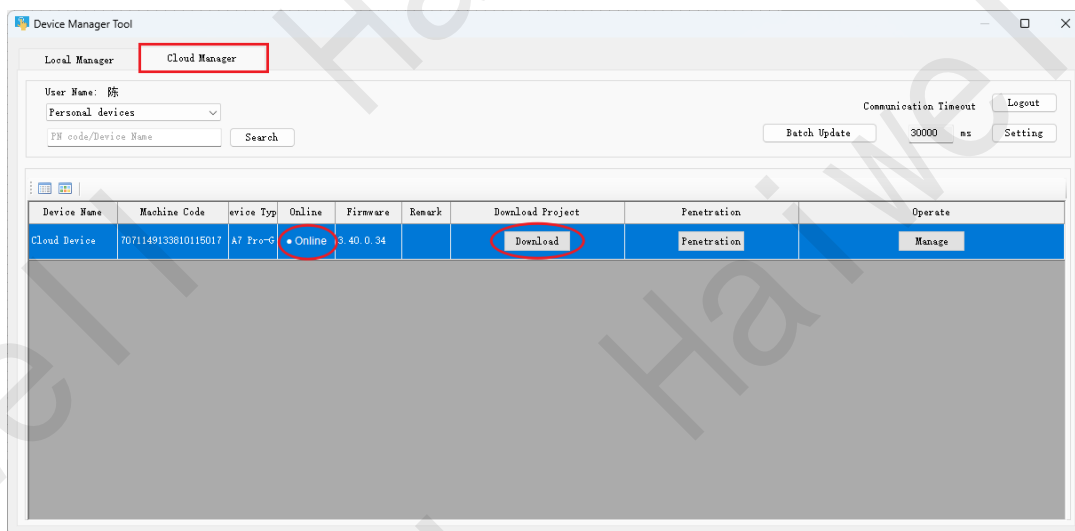 Device Manager Tool
Local Manager Cloud Manager
User Name: 陈
Personal devices
Communication Timeout Logout
PN code/Device Name Search Batch Update 30000 ms Setting
Device Name Machine Code evice Typ Online Firmware Remark Download Project Penetration Operate
Cloud Device 7071149133810115017 A7 Pro-G Online 3.40.0.34 Download Penetration Manage
Haiwell
Haiwell